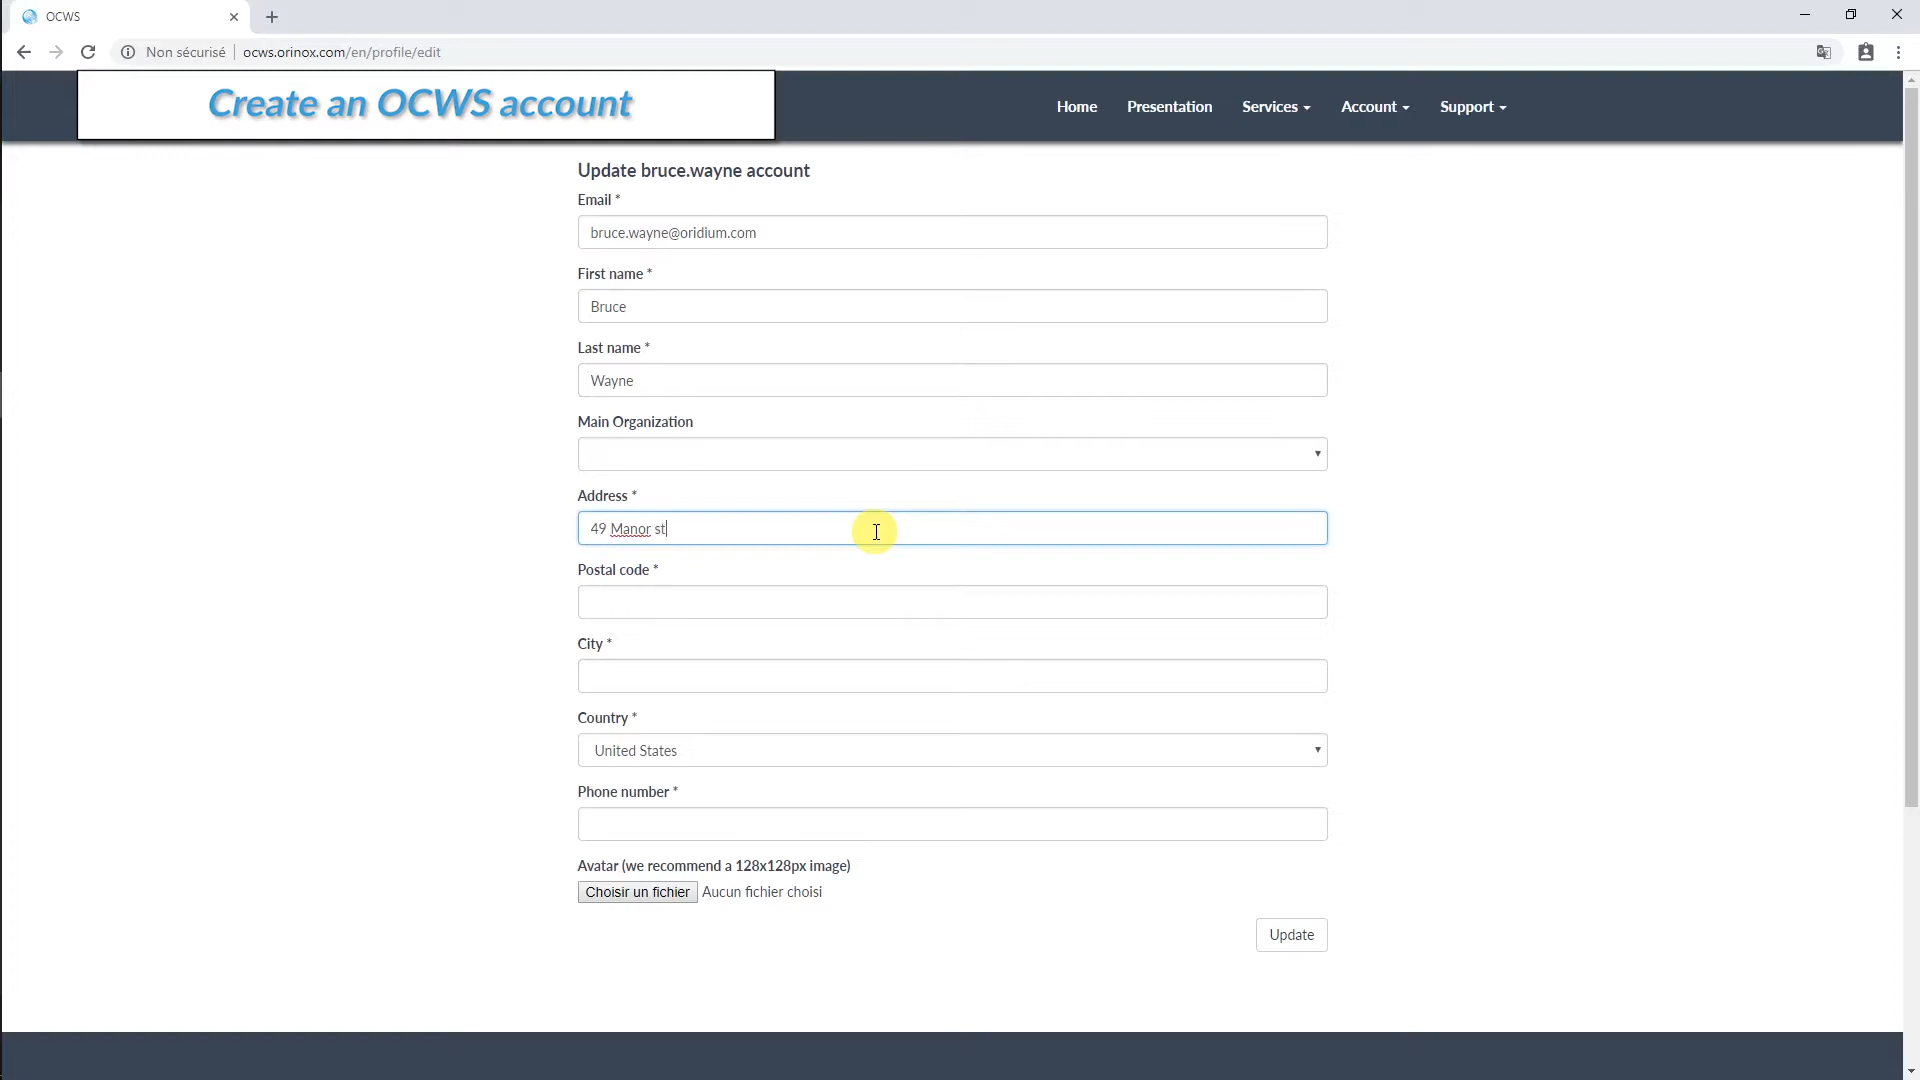 OCWS
Non sécurisé ocws.orinox.com/en/profile/edit
Create an OCWS account
Home Presentation Services Account Support
Update bruce.wayne account
Email *
bruce.wayne@oridium.com
First name *
Bruce
Last name *
Wayne
Main Organization
Address *
49 Manor st
Postal code *
City *
Country *
United States
Phone number *
Avatar (we recommend a 128x128px image)
Choisir un fichier Aucun fichier choisi
Update